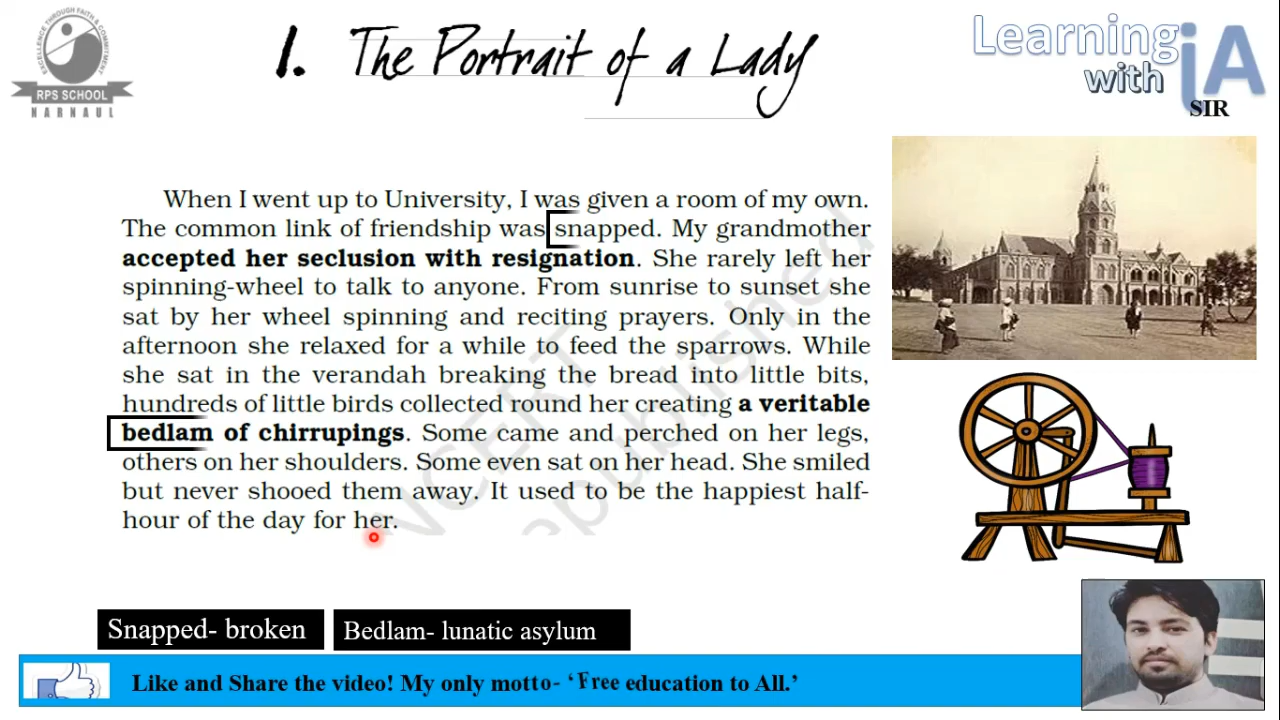 EXCELLENCE THROUGH FAITH & COMMITMENT
RPS SCHOOL
NARNAUL
1. The Portrait of a Lady
Learning
with iA
SIR
When I went up to University, I was given a room of my own.
The common link of friendship was snapped. My grandmother
accepted her seclusion with resignation. She rarely left her
spinning-wheel to talk to anyone. From sunrise to sunset she
sat by her wheel spinning and reciting prayers. Only in the
afternoon she relaxed for a while to feed the sparrows. While
she sat in the verandah breaking the bread into little bits,
hundreds of little birds collected round her creating a veritable
bedlam of chirrupings. Some came and perched on her legs,
others on her shoulders. Some even sat on her head. She smiled
but never shooed them away. It used to be the happiest half-
hour of the day for her.
NCERT
republished
Snapped- broken
Bedlam- lunatic asylum
Like and Share the video! My only motto- ‘Free education to All.’